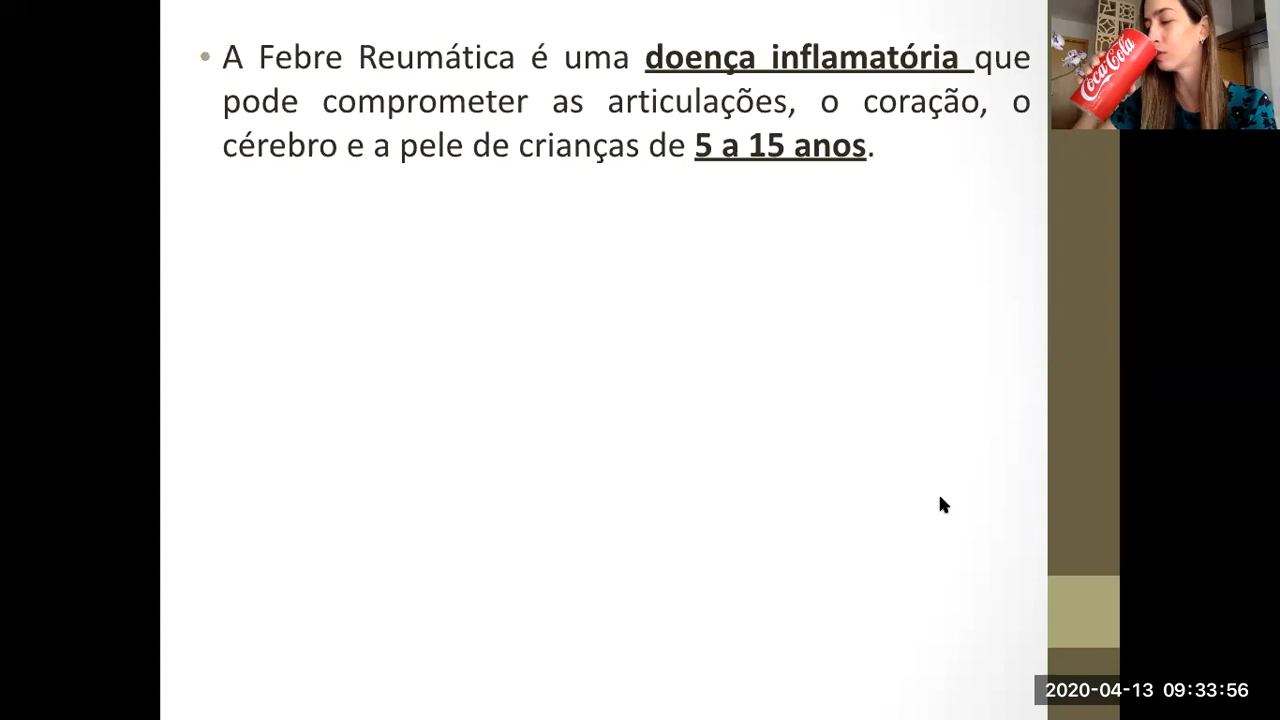 • A Febre Reumática é uma doença inflamatória que
pode comprometer as articulações, o coração, o
cérebro e a pele de crianças de 5 a 15 anos.
Coca-Cola
2020-04-13 09:33:56